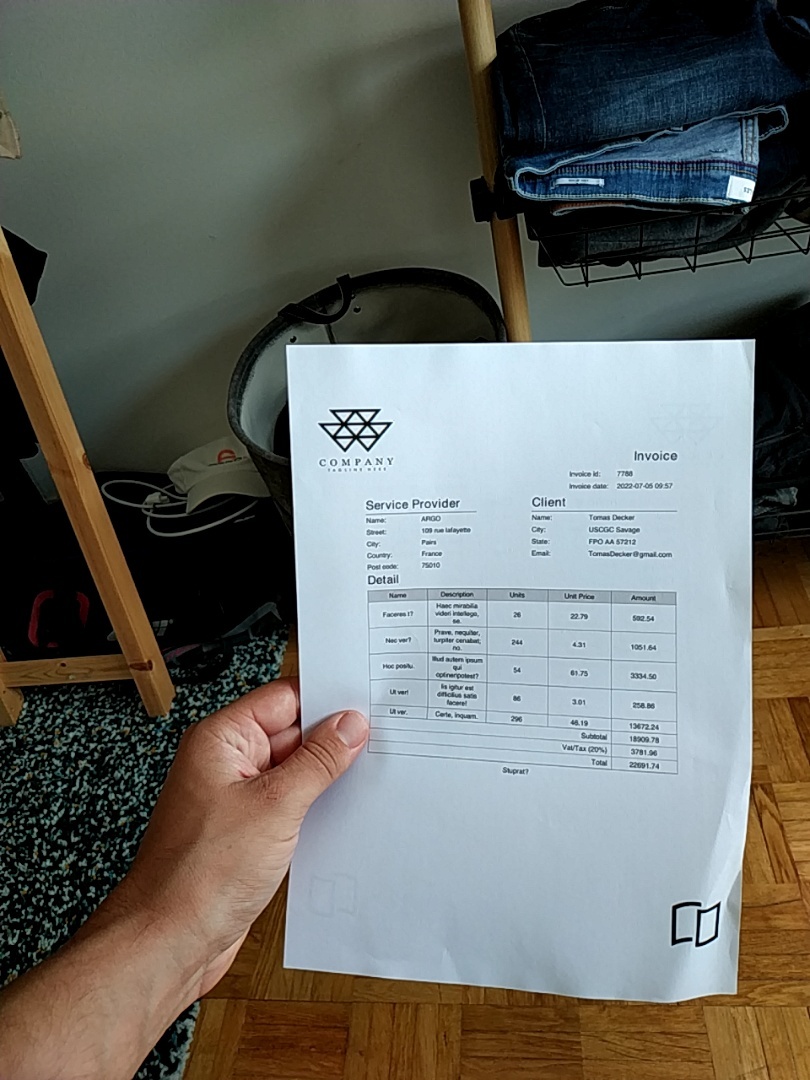 COMPANY
TAGLINE HERE
Invoice
Invoice id: 7788
Invoice date: 2022-07-05 09:57
Service Provider
Name: ARGO
Street: 109 rue lafayette
City: Pairs
Country: France
Post code: 75010
Client
Name: Tomas Decker
City: USCGC Savage
State: FPO AA 57212
Email: TomasDecker@gmail.com
Detail
Name Description Units Unit Price Amount
Faceres t? Haec mirabilia videri intellego, se. 26 22.79 592.54
Nec ver? Prave, nequiter, turpiter cenabat; no. 244 4.31 1051.64
Hoc positu. Illud autem ipsum qui optineripotest? 54 61.75 3334.50
Ut ver! Iis igitur est difficilius satis facere! 86 3.01 258.86
Ut ver. Certe, inquam. 296 46.19 13672.24
Subtotal 18909.78
Vat/Tax (20%) 3781.96
Total 22691.74
Stuprat?